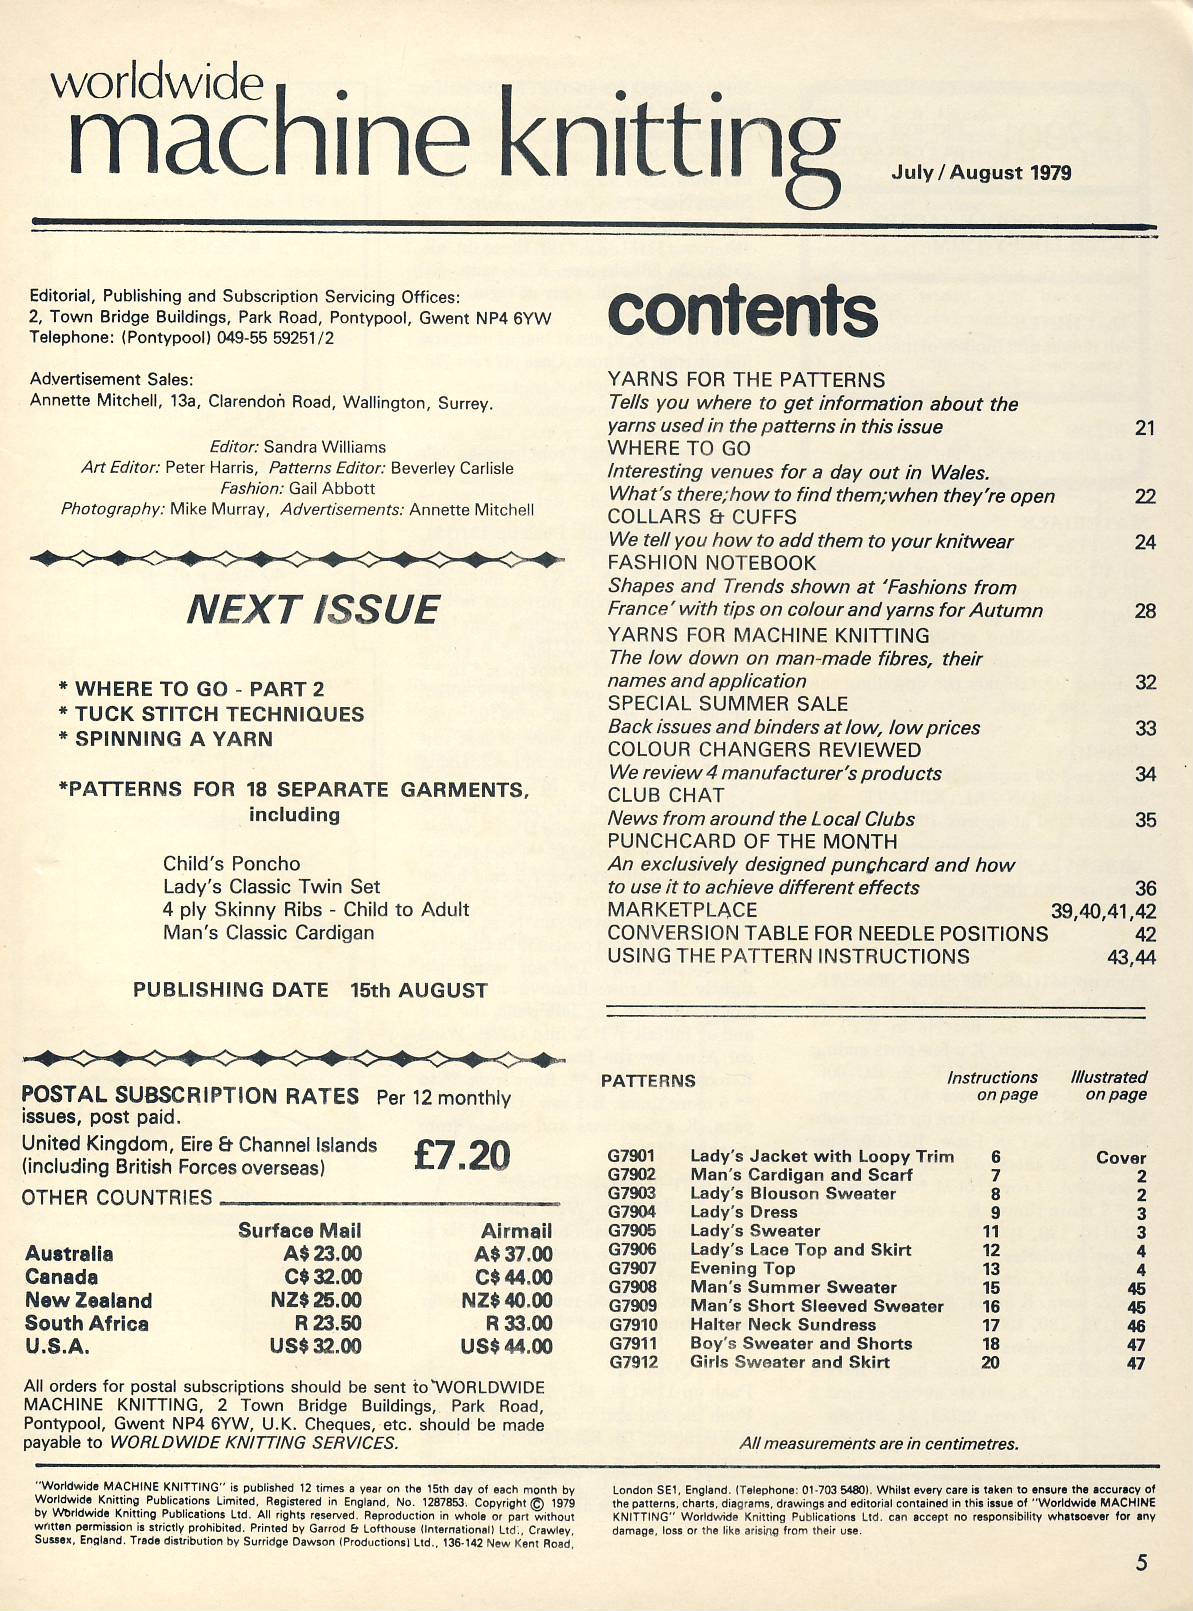 worldwide
machine knitting
July / August 1979
Editorial, Publishing and Subscription Servicing Offices:
2, Town Bridge Buildings, Park Road, Pontypool, Gwent NP4 6YW
Telephone: (Pontypool) 049-55 59251/2
Advertisement Sales:
Annette Mitchell, 13a, Clarendon Road, Wallington, Surrey.
Editor: Sandra Williams
Art Editor: Peter Harris, Patterns Editor: Beverley Carlisle
Fashion: Gail Abbott
Photography: Mike Murray, Advertisements: Annette Mitchell
NEXT ISSUE
* WHERE TO GO - PART 2
* TUCK STITCH TECHNIQUES
* SPINNING A YARN
*PATTERNS FOR 18 SEPARATE GARMENTS,
including
Child's Poncho
Lady's Classic Twin Set
4 ply Skinny Ribs - Child to Adult
Man's Classic Cardigan
PUBLISHING DATE 15th AUGUST
POSTAL SUBSCRIPTION RATES Per 12 monthly
issues, post paid.
United Kingdom, Eire & Channel Islands
(including British Forces overseas) £7.20
OTHER COUNTRIES
Surface Mail Airmail
Australia A$ 23.00 A$ 37.00
Canada C$ 32.00 C$ 44.00
New Zealand NZ$ 25.00 NZ$ 40.00
South Africa R 23.50 R 33.00
U.S.A. US$ 32.00 US$ 44.00
All orders for postal subscriptions should be sent to WORLDWIDE
MACHINE KNITTING, 2 Town Bridge Buildings, Park Road,
Pontypool, Gwent NP4 6YW, U.K. Cheques, etc. should be made
payable to WORLDWIDE KNITTING SERVICES.
contents
YARNS FOR THE PATTERNS
Tells you where to get information about the
yarns used in the patterns in this issue 21
WHERE TO GO
Interesting venues for a day out in Wales.
What's there;how to find them;when they're open 22
COLLARS & CUFFS
We tell you how to add them to your knitwear 24
FASHION NOTEBOOK
Shapes and Trends shown at 'Fashions from
France' with tips on colour and yarns for Autumn 28
YARNS FOR MACHINE KNITTING
The low down on man-made fibres, their
names and application 32
SPECIAL SUMMER SALE
Back issues and binders at low, low prices 33
COLOUR CHANGERS REVIEWED
We review 4 manufacturer's products 34
CLUB CHAT
News from around the Local Clubs 35
PUNCHCARD OF THE MONTH
An exclusively designed punchcard and how
to use it to achieve different effects 36
MARKETPLACE 39,40,41,42
CONVERSION TABLE FOR NEEDLE POSITIONS 42
USING THE PATTERN INSTRUCTIONS 43,44
PATTERNS Instructions Illustrated
on page on page
G7901 Lady's Jacket with Loopy Trim 6 Cover
G7902 Man's Cardigan and Scarf 7 2
G7903 Lady's Blouson Sweater 8 2
G7904 Lady's Dress 9 3
G7905 Lady's Sweater 11 3
G7906 Lady's Lace Top and Skirt 12 4
G7907 Evening Top 13 4
G7908 Man's Summer Sweater 15 45
G7909 Man's Short Sleeved Sweater 16 45
G7910 Halter Neck Sundress 17 46
G7911 Boy's Sweater and Shorts 18 47
G7912 Girls Sweater and Skirt 20 47
All measurements are in centimetres.
"Worldwide MACHINE KNITTING" is published 12 times a year on the 15th day of each month by
Worldwide Knitting Publications Limited, Registered in England, No. 1287853. Copyright © 1979
by Worldwide Knitting Publications Ltd. All rights reserved. Reproduction in whole or part without
written permission is strictly prohibited. Printed by Garrod & Lofthouse (International) Ltd., Crawley,
Sussex, England. Trade distribution by Surridge Dawson (Productions) Ltd., 136-142 New Kent Road,
London SE1, England. (Telephone: 01-703 5480). Whilst every care is taken to ensure the accuracy of
the patterns, charts, diagrams, drawings and editorial contained in this issue of "Worldwide MACHINE
KNITTING" Worldwide Knitting Publications Ltd. can accept no responsibility whatsoever for any
damage, loss or the like arising from their use.
5